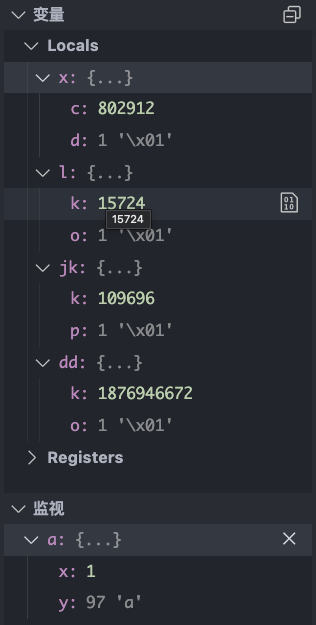 变量
Locals
x: {...}
c: 802912
d: 1 '\x01'
l: {...}
k: 15724
15724
o: 1 '\x01'
jk: {...}
k: 109696
p: 1 '\x01'
dd: {...}
k: 1876946672
o: 1 '\x01'
Registers
监视
a: {...}
x: 1
y: 97 'a'